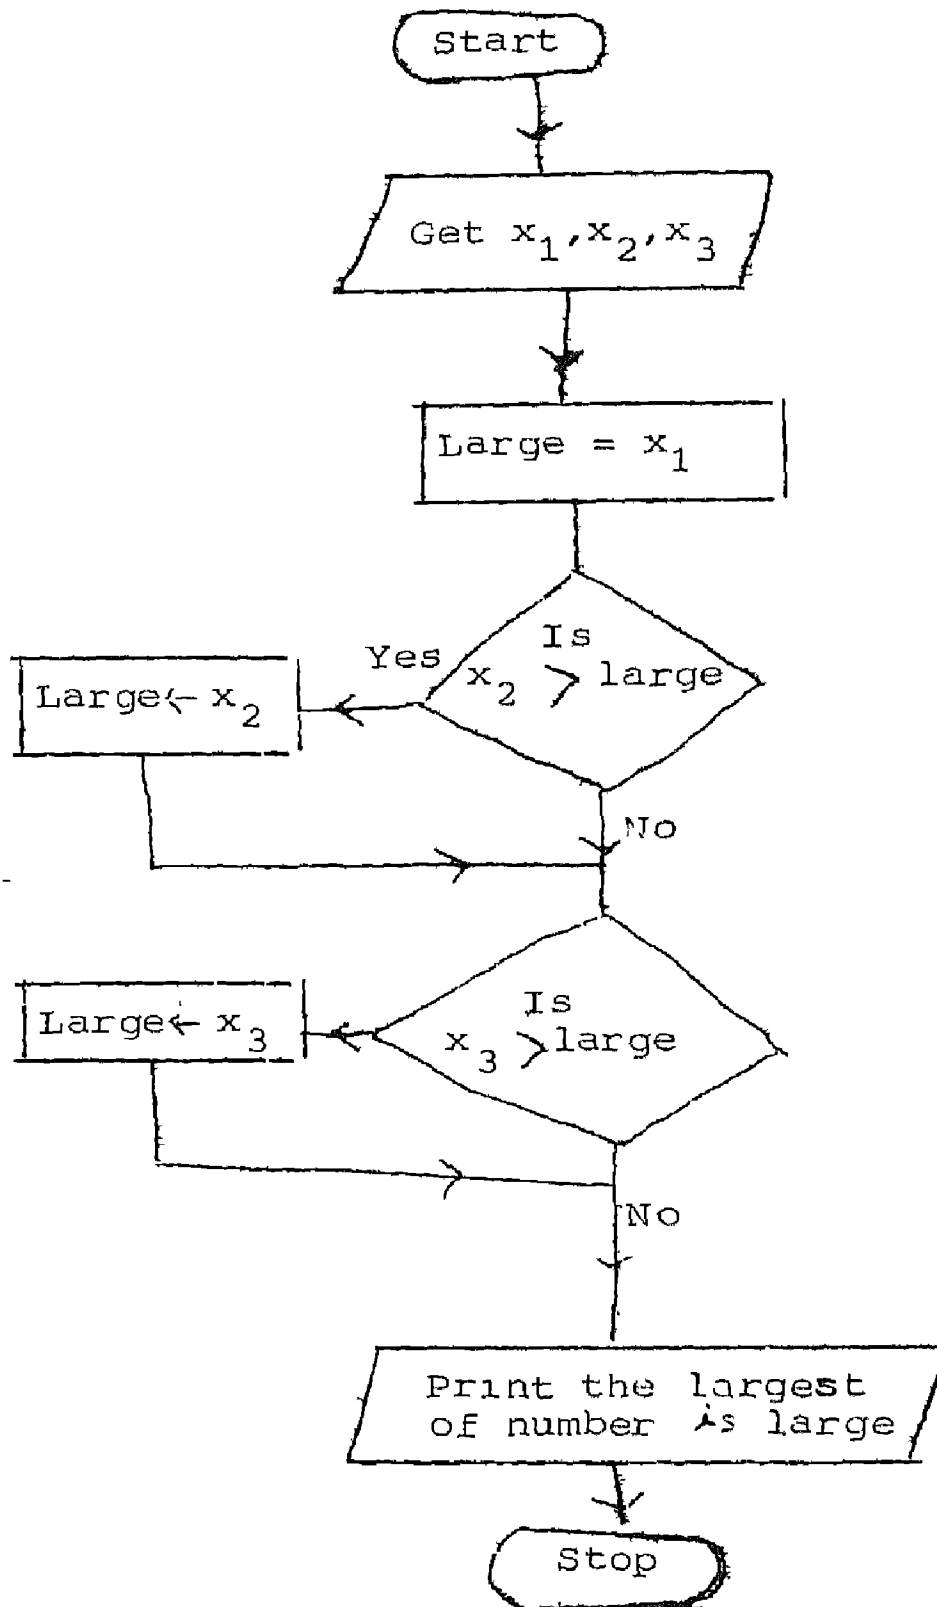 Start
Get x₁,x₂,x₃
Large = x₁
Is
Yes x₂ > large
Large← x₂
No
Is
x₃ >large
Large← x₃
No
Print the largest
of number is large
Stop